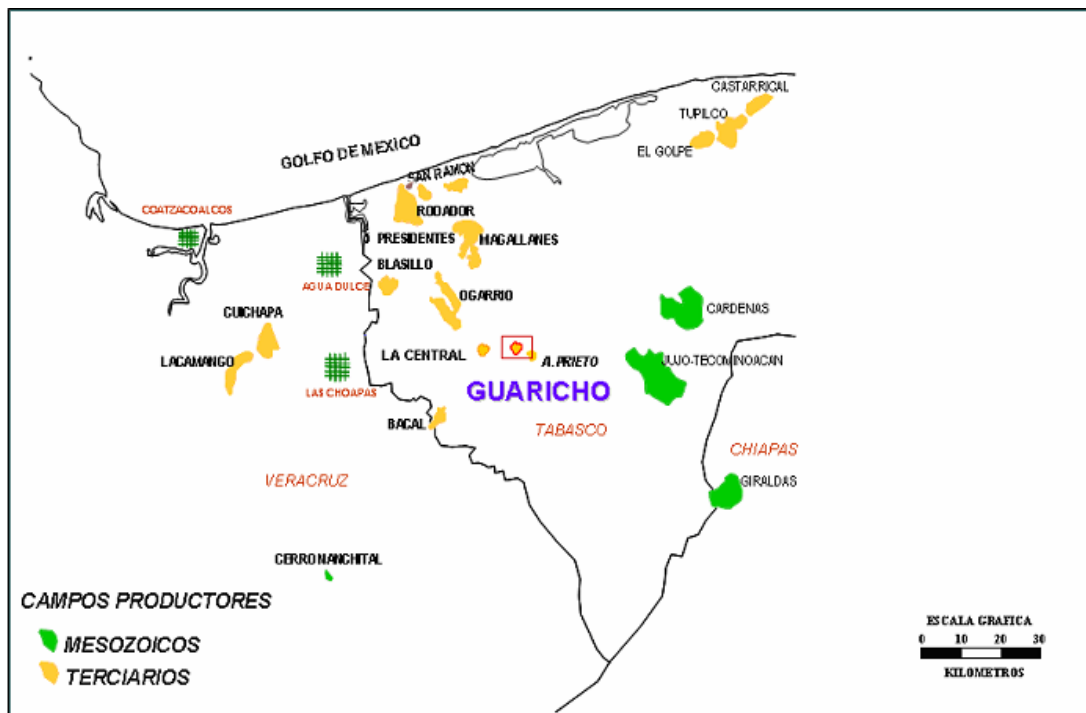 CASTARRICAL
TUPILCO
EL GOLPE
GOLFO DE MEXICO
SAN RAMON
COATZACOALCOS
RODADOR
PRESIDENTES
MAGALLANES
BLASILLO
AGUA DULCE
OGARRIO
CARDENAS
CUICHAPA
LACAMANGO
LA CENTRAL
A. PRIETO
JUJO-TECOMINOACAN
LAS CHOAPAS
GUARICHO
BACAL
TABASCO
CHIAPAS
VERACRUZ
GIRALDAS
CERRO NANCHITAL
CAMPOS PRODUCTORES
MESOZOICOS
TERCIARIOS
ESCALA GRAFICA
0 10 20 30
KILOMETROS